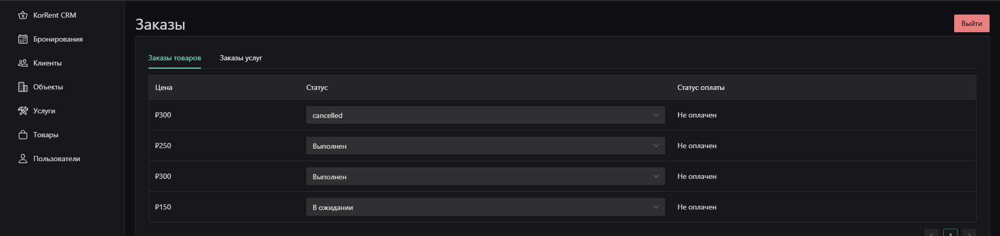 KorRent CRM
Бронирования
Клиенты
Объекты
Услуги
Товары
Пользователи
Заказы
Выйти
Заказы товаров Заказы услуг
Цена Статус Статус оплаты
₽300 cancelled Не оплачен
₽250 Выполнен Не оплачен
₽300 Выполнен Не оплачен
₽150 В ожидании Не оплачен
1